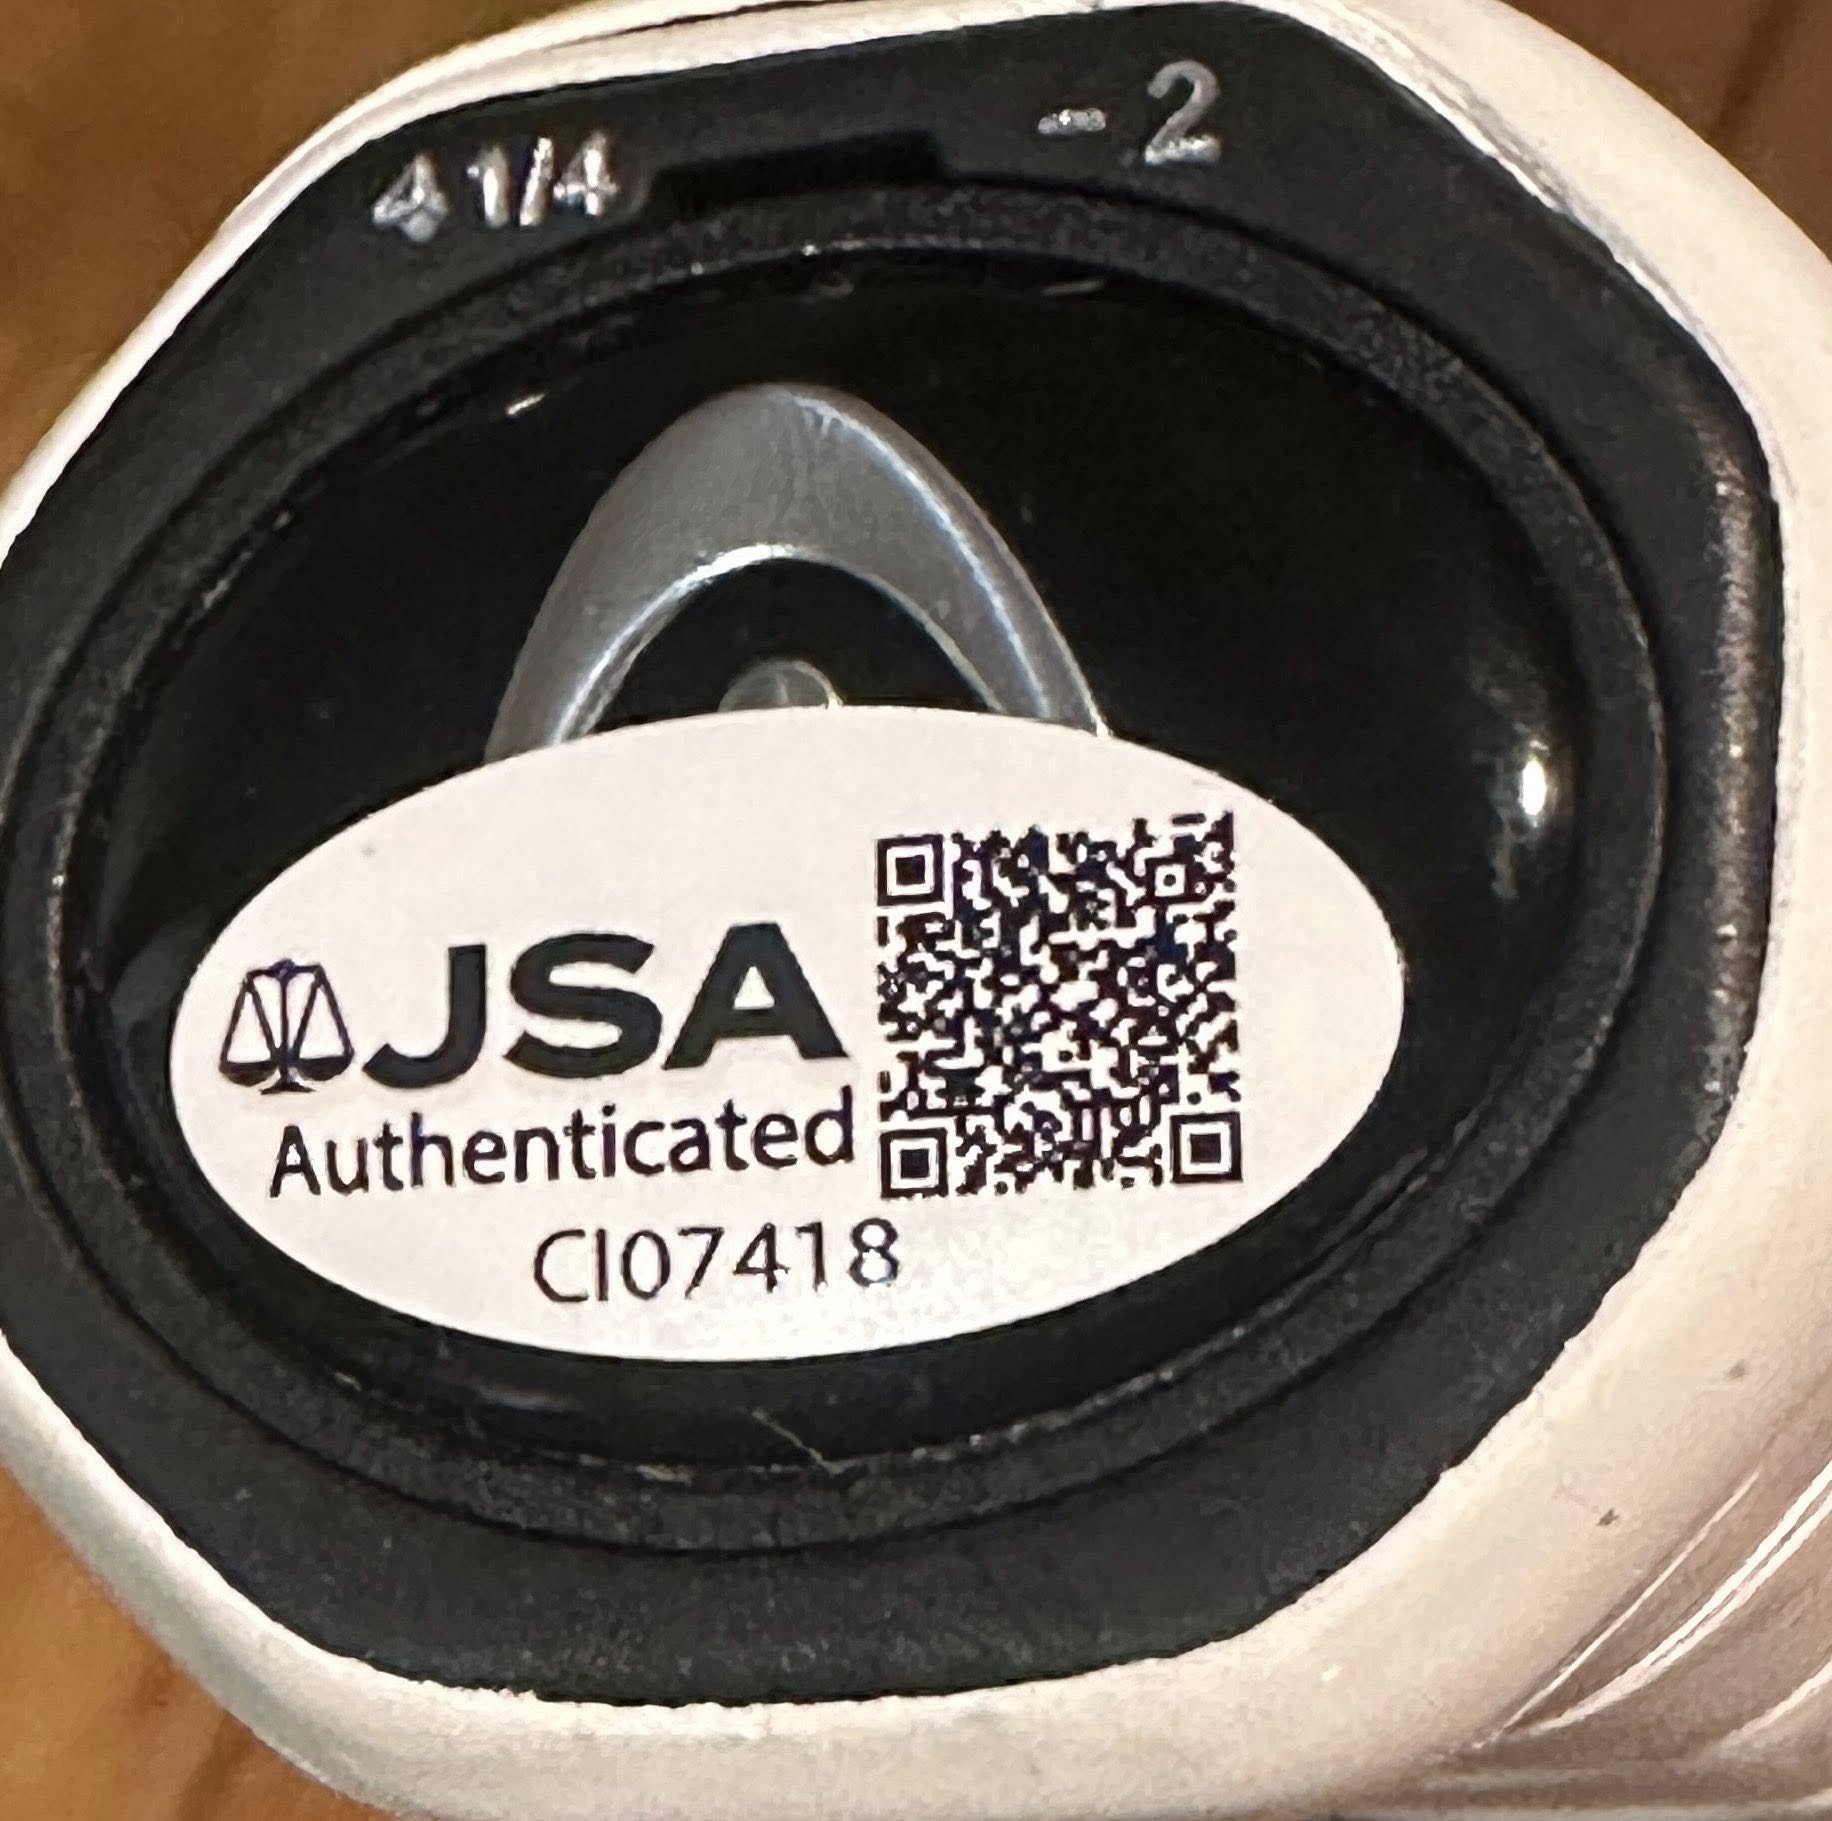 4 1/4 - 2
JSA
Authenticated
CI07418